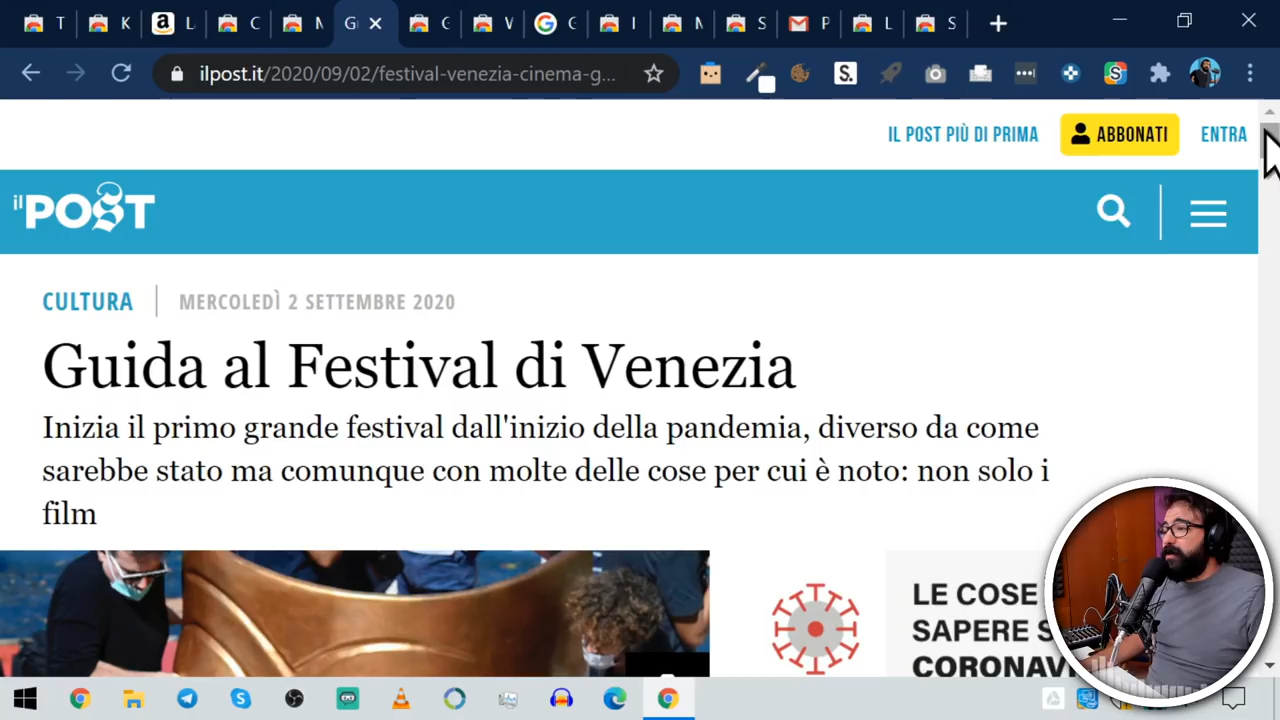 T K L C N G G V G I N S P L S
ilpost.it/2020/09/02/festival-venezia-cinema-g...
S.
IL POST PIÙ DI PRIMA ABBONATI ENTRA
il POST
CULTURA MERCOLEDÌ 2 SETTEMBRE 2020
Guida al Festival di Venezia
Inizia il primo grande festival dall'inizio della pandemia, diverso da come
sarebbe stato ma comunque con molte delle cose per cui è noto: non solo i
film
LE COSE
SAPERE S
CORONAV